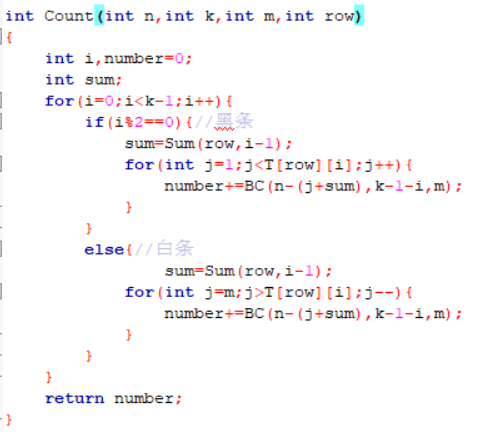 int Count(int n,int k,int m,int row)
{
    int i,number=0;
    int sum;
    for(i=0;i<k-1;i++){
        if(i%2==0){//黑条
            sum=Sum(row,i-1);
            for(int j=1;j<T[row][i];j++){
                number+=BC(n-(j+sum),k-1-i,m);
            }
        }
        else{//白条
                sum=Sum(row,i-1);
            for(int j=m;j>T[row][i];j--){
                number+=BC(n-(j+sum),k-1-i,m);
            }
        }
    }
    return number;
}